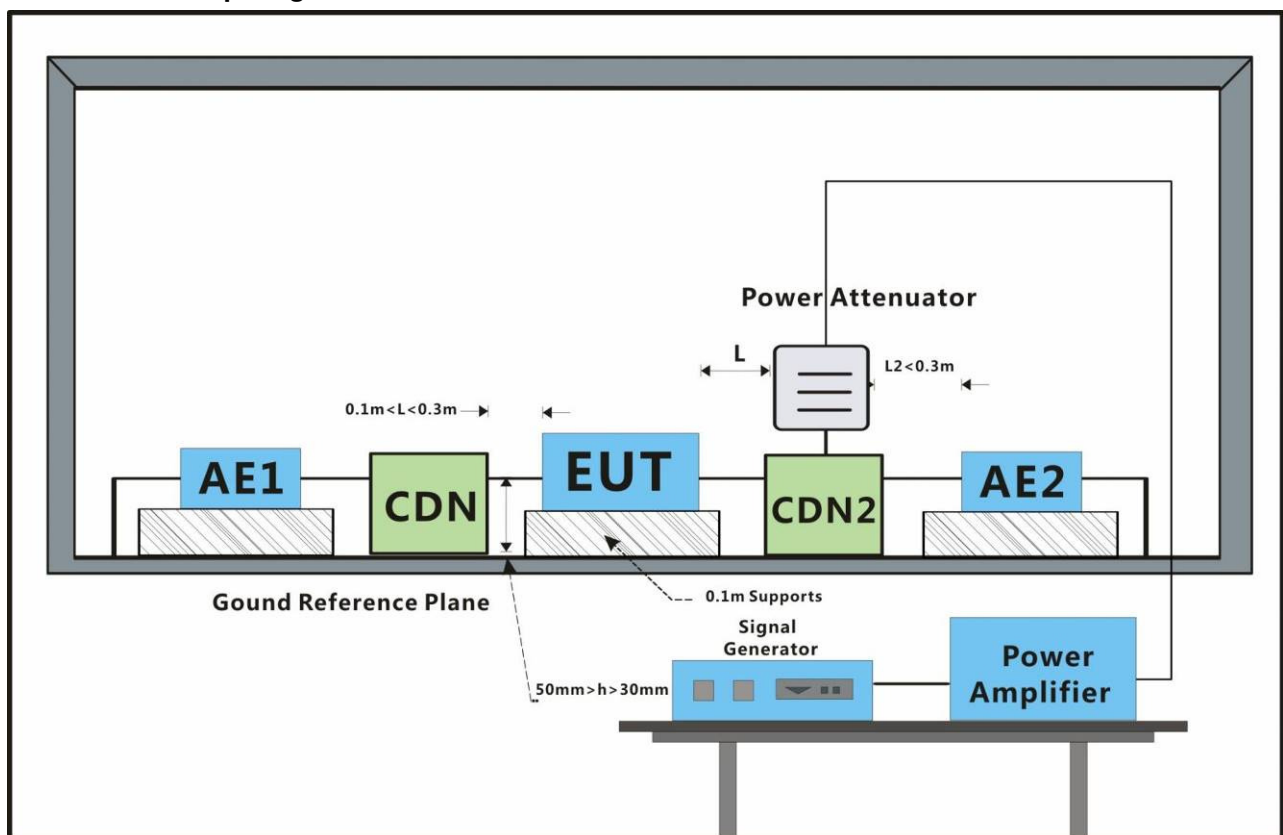 Power Attenuator
L
L2<0.3m
0.1m<L<0.3m
AE1
CDN
EUT
CDN2
AE2
Gound Reference Plane
0.1m Supports
50mm>h>30mm
Signal
Generator
Power
Amplifier